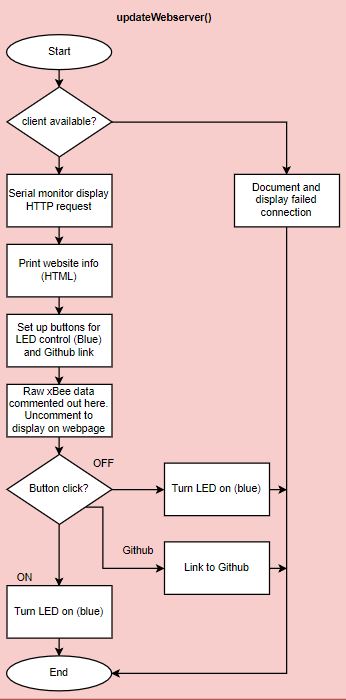 updateWebserver()
Start
client available?
Serial monitor display
HTTP request
Document and
display failed
connection
Print website info
(HTML)
Set up buttons for
LED control (Blue)
and Github link
Raw xBee data
commented out here.
Uncomment to
display on webpage
OFF
Button click?
Turn LED on (blue)
Github
Link to Github
ON
Turn LED on (blue)
End